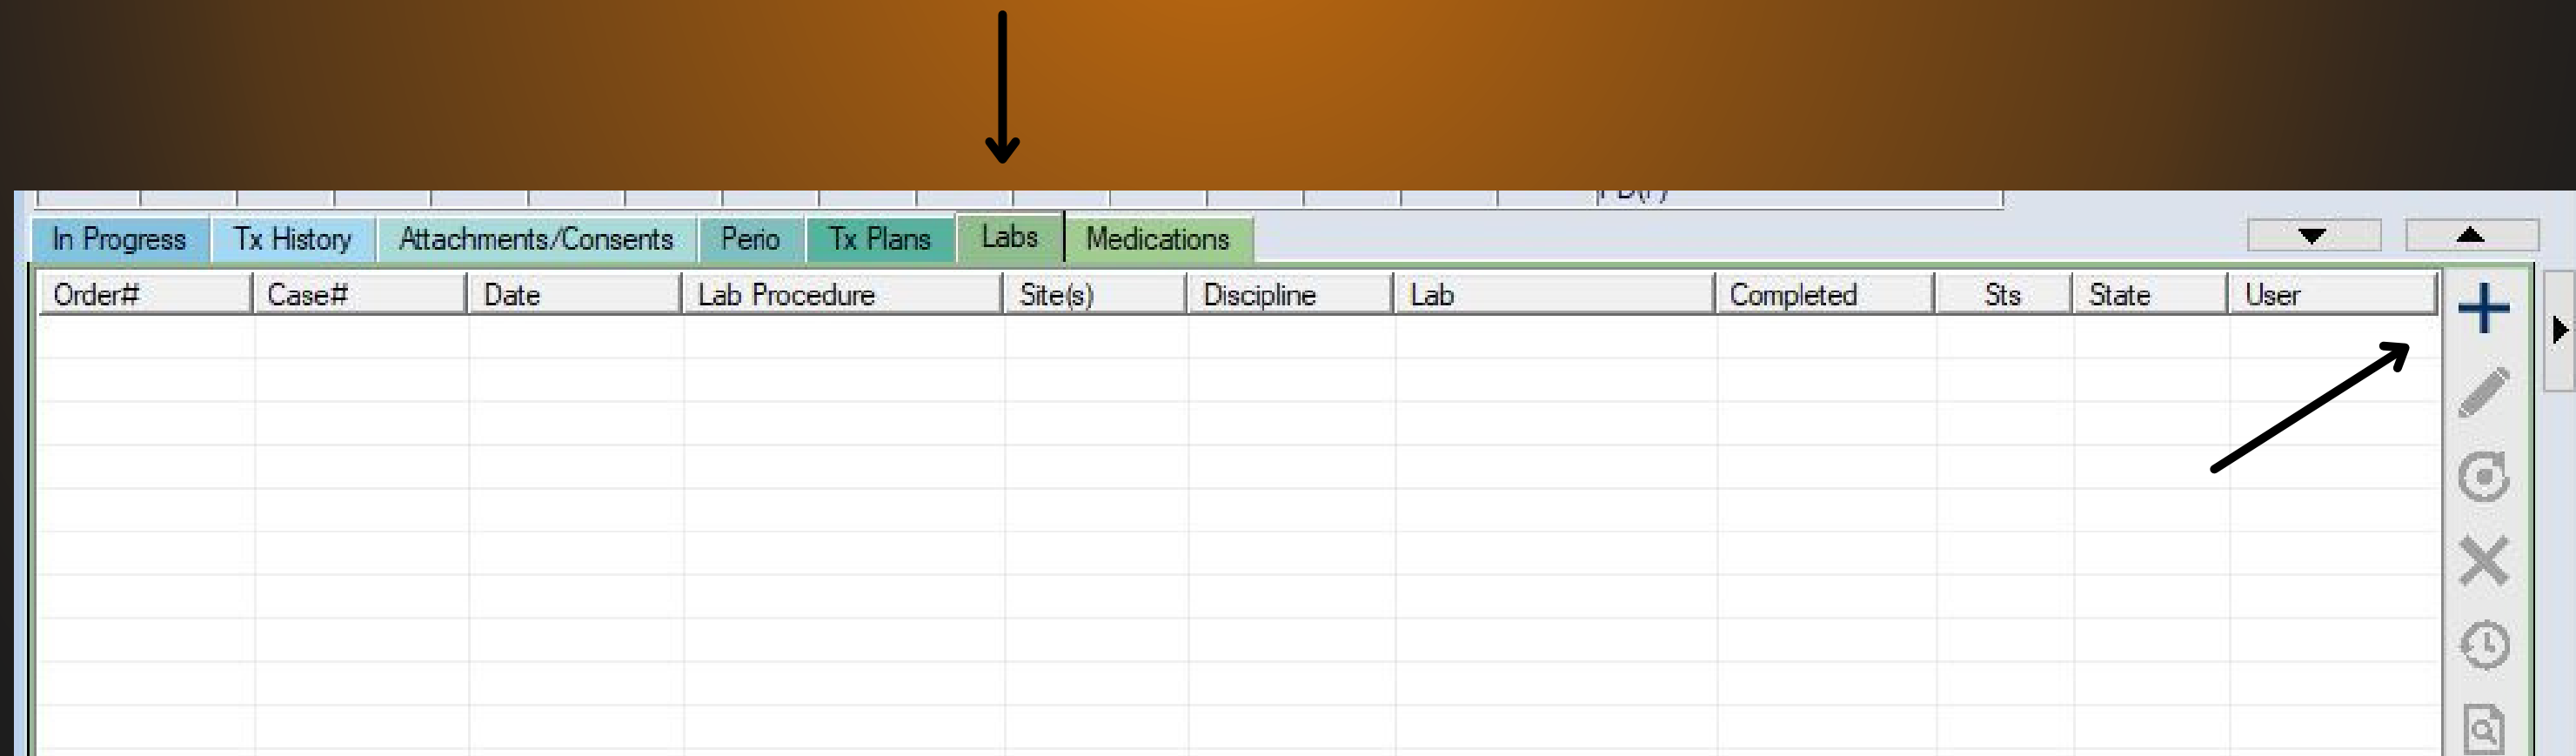 In Progress Tx History Attachments/Consents Perio Tx Plans Labs Medications
Order# Case# Date Lab Procedure Site(s) Discipline Lab Completed Sts State User